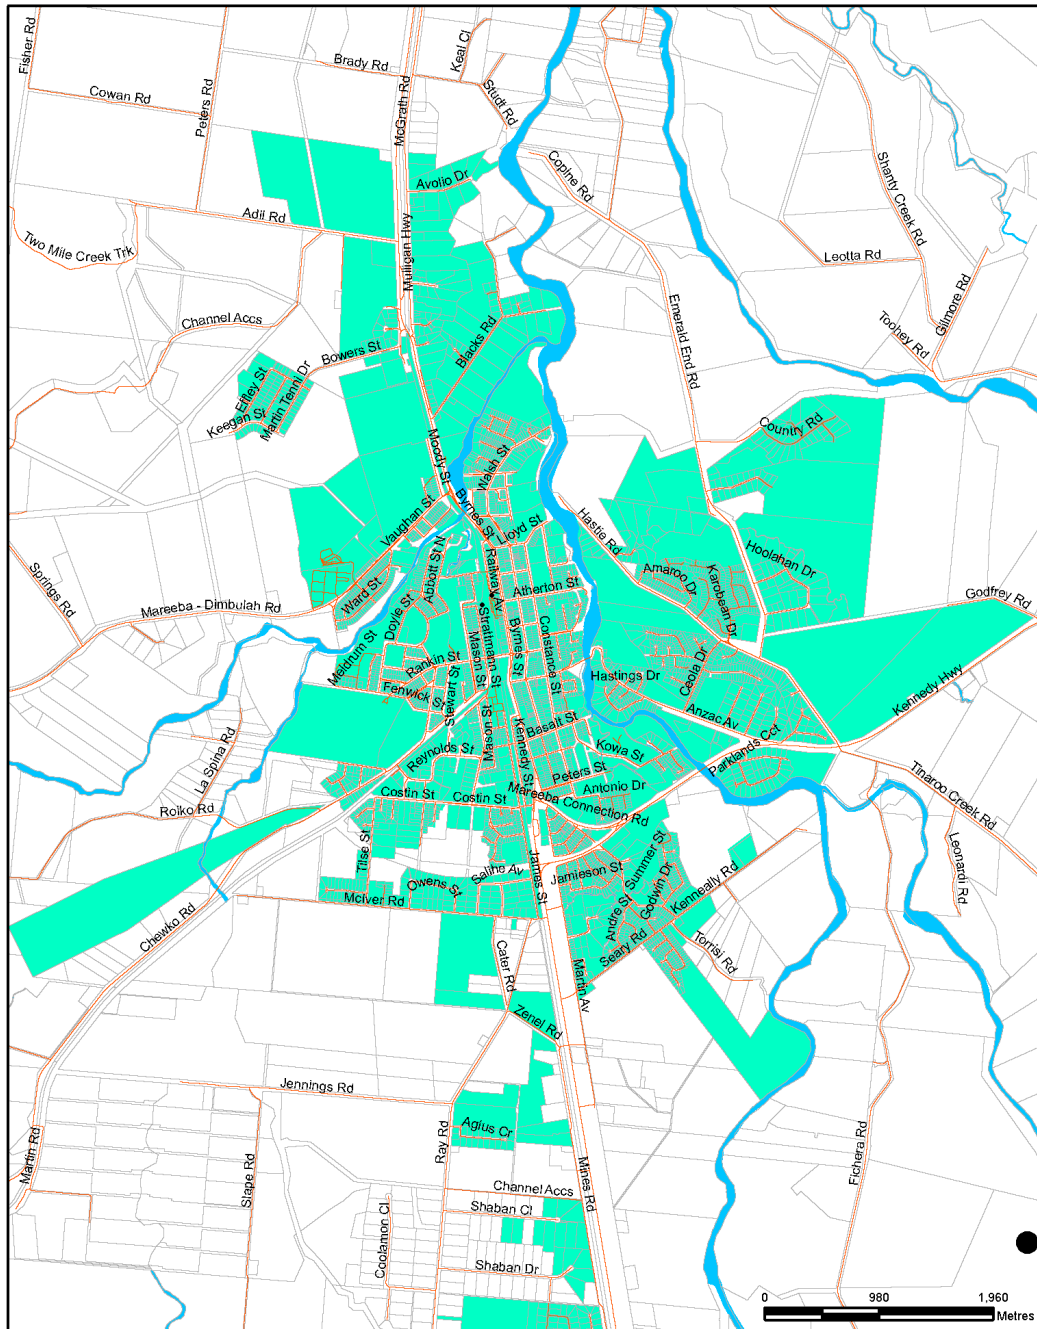 Fisher Rd
Cowan Rd
Peters Rd
Brady Rd
McGrath Rd
Keal Cl
Studt Rd
Avolio Dr
Adil Rd
Two Mile Creek Trk
Mulligan Hwy
Copine Rd
Shanty Creek Rd
Leotta Rd
Gilmore Rd
Toohey Rd
Channel Accs
Bowers St
Blacks Rd
Emerald End Rd
Effley St
Keegan St
Martin Tenni Dr
Country Rd
Moody St
Walsh St
Vaughan St
Byrnes St
Lloyd St
Hastie Rd
Hoolahan Dr
Springs Rd
Abbott St N
Railway Av
Atherton St
Amaroo Dr
Karobean Dr
Godfrey Rd
Mareeba - Dimbulah Rd
Ward St
Doyle St
Strattmann St
Byrnes St
Constance St
Meldrum St
Rankin St
Mason St
Hastings Dr
Ceola Dr
Kennedy Hwy
Fenwick St
Stewart St
Anzac Av
La Spina Rd
Reynolds St
Mason St
Kennedy St
Basalt St
Kowa St
Parklands Cct
Peters St
Antonio Dr
Tinaroo Creek Rd
Roiko Rd
Costin St
Costin St
Mareeba Connection Rd
Tilse St
Leonardi Rd
Owens St
Salihe Av
James St
Jamieson St
Summer St
Godwin Dr
Kenneally Rd
McIver Rd
Andre St
Chewko Rd
Cater Rd
Seary Rd
Torrisi Rd
Martin Av
Zenel Rd
Jennings Rd
Agius Cr
Ray Rd
Martin Rd
Slape Rd
Fichera Rd
Channel Accs
Mines Rd
Shaban Cl
Coolamon Cl
Shaban Dr
0 980 1,960
Metres